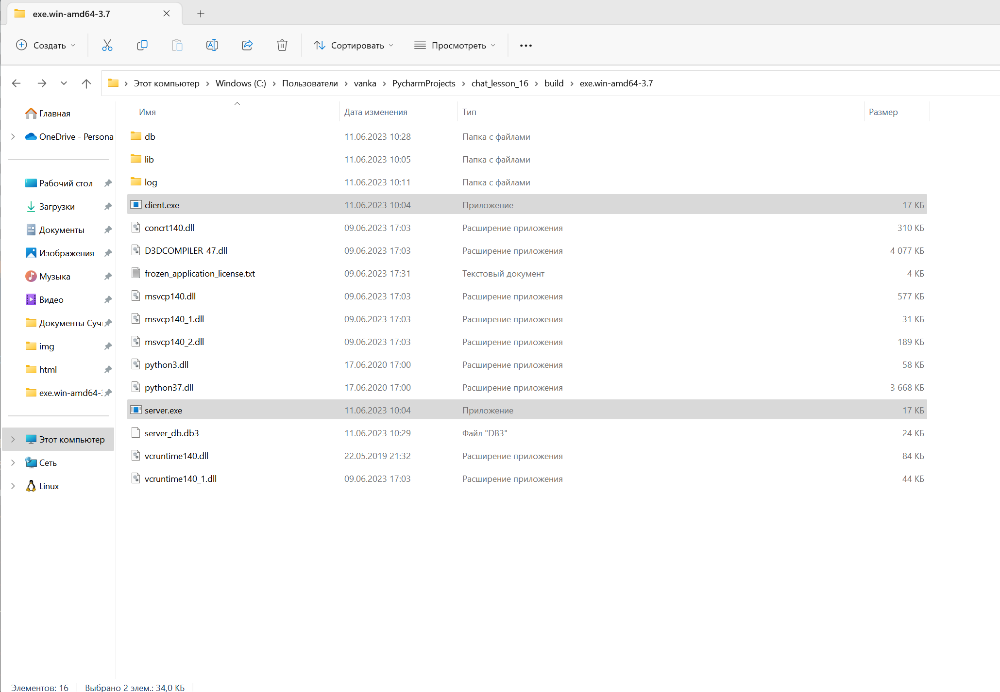 exe.win-amd64-3.7
Создать
Сортировать
Просмотреть
Этот компьютер > Windows (C:) > Пользователи > vanka > PycharmProjects > chat_lesson_16 > build > exe.win-amd64-3.7
Главная
OneDrive - Persona
Рабочий стол
Загрузки
Документы
Изображения
Музыка
Видео
Документы Суч
img
html
exe.win-amd64-
Этот компьютер
Сеть
Linux
Имя Дата изменения Тип Размер
db 11.06.2023 10:28 Папка с файлами
lib 11.06.2023 10:05 Папка с файлами
log 11.06.2023 10:11 Папка с файлами
client.exe 11.06.2023 10:04 Приложение 17 КБ
concrt140.dll 09.06.2023 17:03 Расширение приложения 310 КБ
D3DCOMPILER_47.dll 09.06.2023 17:03 Расширение приложения 4 077 КБ
frozen_application_license.txt 09.06.2023 17:31 Текстовый документ 4 КБ
msvcp140.dll 09.06.2023 17:03 Расширение приложения 577 КБ
msvcp140_1.dll 09.06.2023 17:03 Расширение приложения 31 КБ
msvcp140_2.dll 09.06.2023 17:03 Расширение приложения 189 КБ
python3.dll 17.06.2020 17:00 Расширение приложения 58 КБ
python37.dll 17.06.2020 17:00 Расширение приложения 3 668 КБ
server.exe 11.06.2023 10:04 Приложение 17 КБ
server_db.db3 11.06.2023 10:29 Файл "DB3" 24 КБ
vcruntime140.dll 22.05.2019 21:32 Расширение приложения 84 КБ
vcruntime140_1.dll 09.06.2023 17:03 Расширение приложения 44 КБ
Элементов: 16 Выбрано 2 элем.: 34,0 КБ